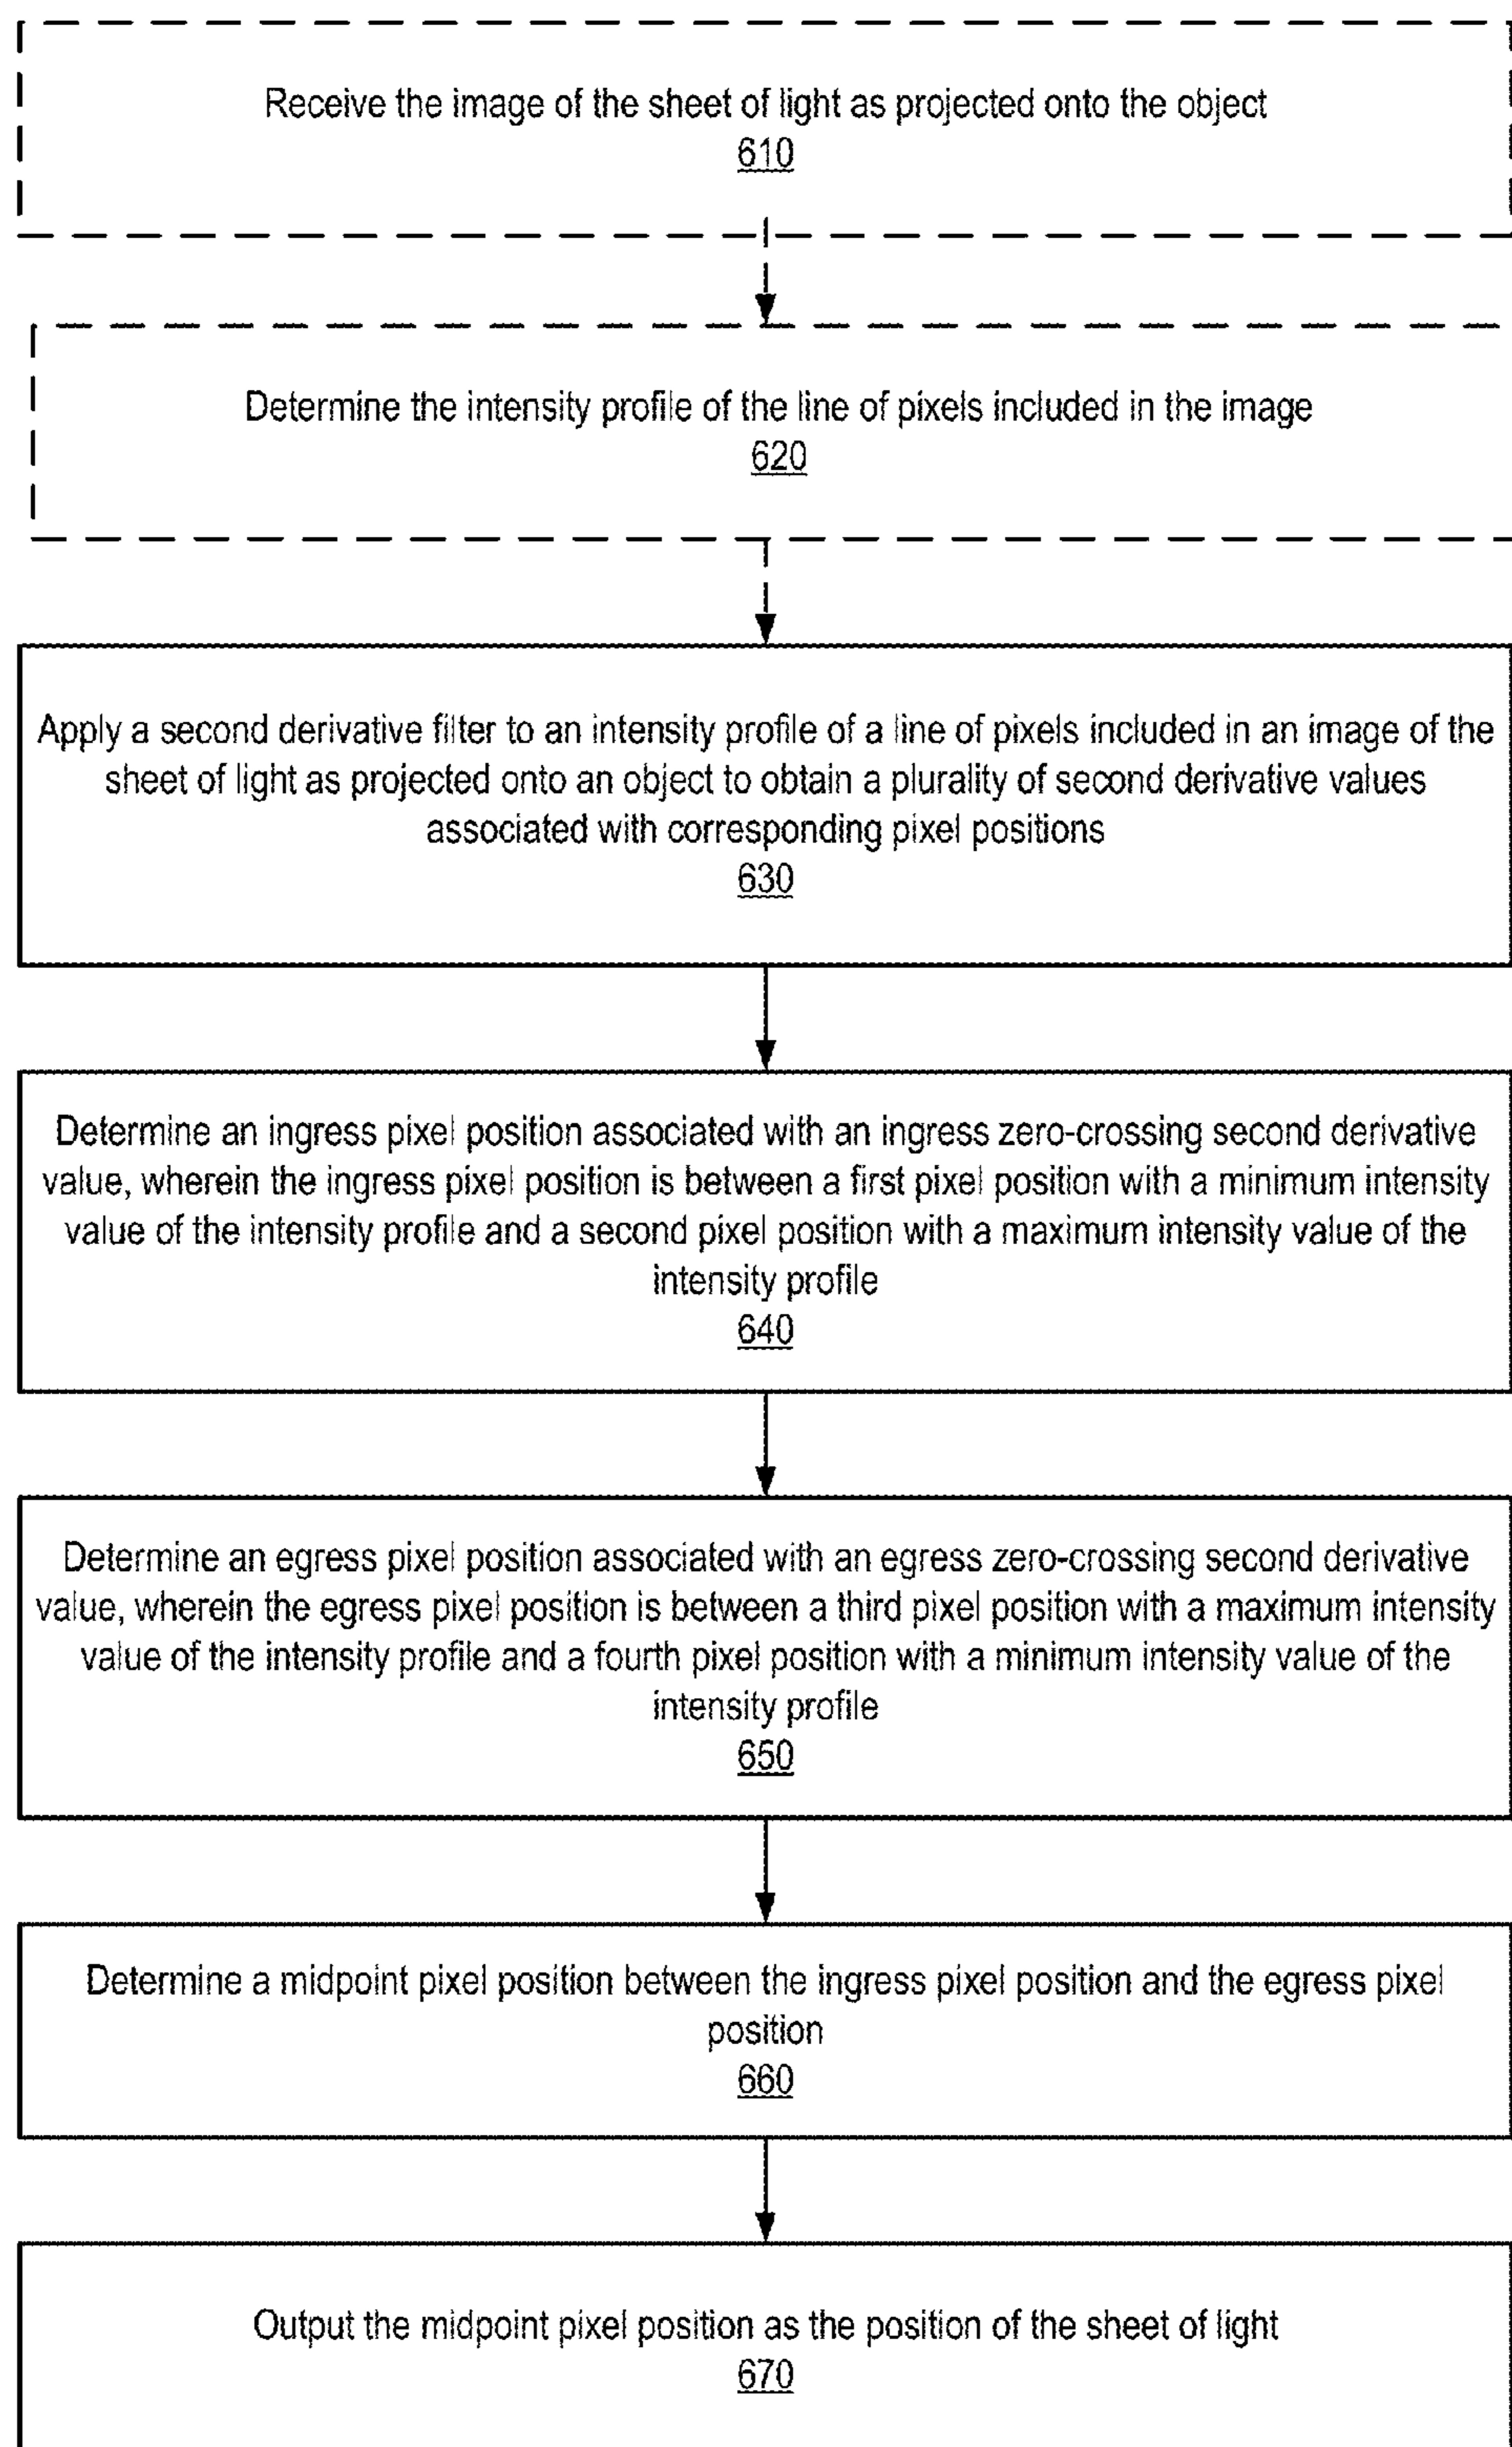 Receive the image of the sheet of light as projected onto the object
610
Determine the intensity profile of the line of pixels included in the image
620
Apply a second derivative filter to an intensity profile of a line of pixels included in an image of the
sheet of light as projected onto an object to obtain a plurality of second derivative values
associated with corresponding pixel positions
630
Determine an ingress pixel position associated with an ingress zero-crossing second derivative
value, wherein the ingress pixel position is between a first pixel position with a minimum intensity
value of the intensity profile and a second pixel position with a maximum intensity value of the
intensity profile
640
Determine an egress pixel position associated with an egress zero-crossing second derivative
value, wherein the egress pixel position is between a third pixel position with a maximum intensity
value of the intensity profile and a fourth pixel position with a minimum intensity value of the
intensity profile
650
Determine a midpoint pixel position between the ingress pixel position and the egress pixel
position
660
Output the midpoint pixel position as the position of the sheet of light
670